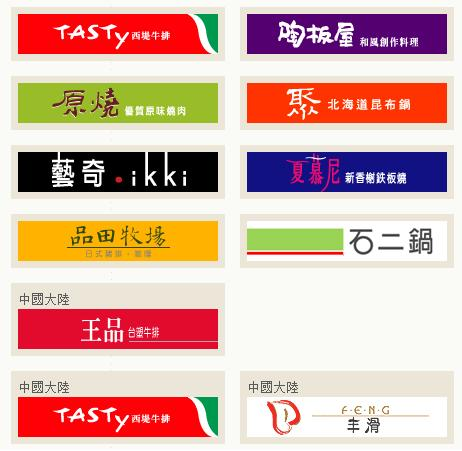 TASTy 西堤牛排
陶板屋 和風創作料理
原燒 優質原味燒肉
聚 北海道昆布鍋
藝奇 ikki
夏慕尼 新香榭鉄板燒
品田牧場
日式豬排·咖哩
石二鍋
中國大陸
王品 台塑牛排
中國大陸
TASTy 西堤牛排
中國大陸
FENG
丰滑